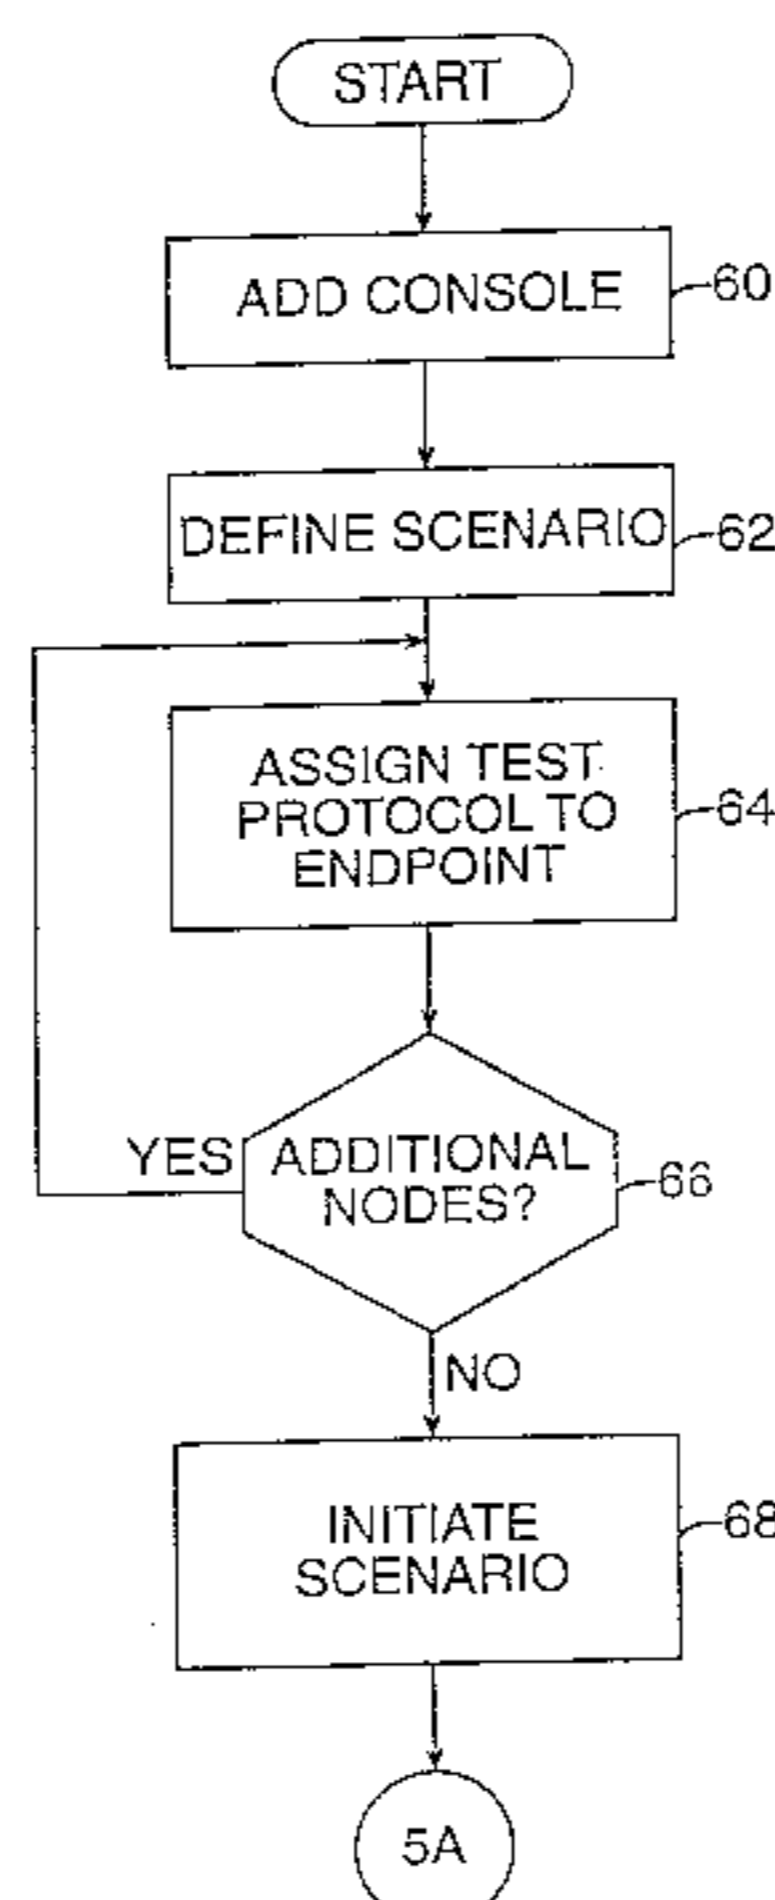 START
ADD CONSOLE
60
DEFINE SCENARIO
62
ASSIGN TEST
PROTOCOL TO
ENDPOINT
64
YES
ADDITIONAL
NODES?
66
NO
INITIATE
SCENARIO
68
5A